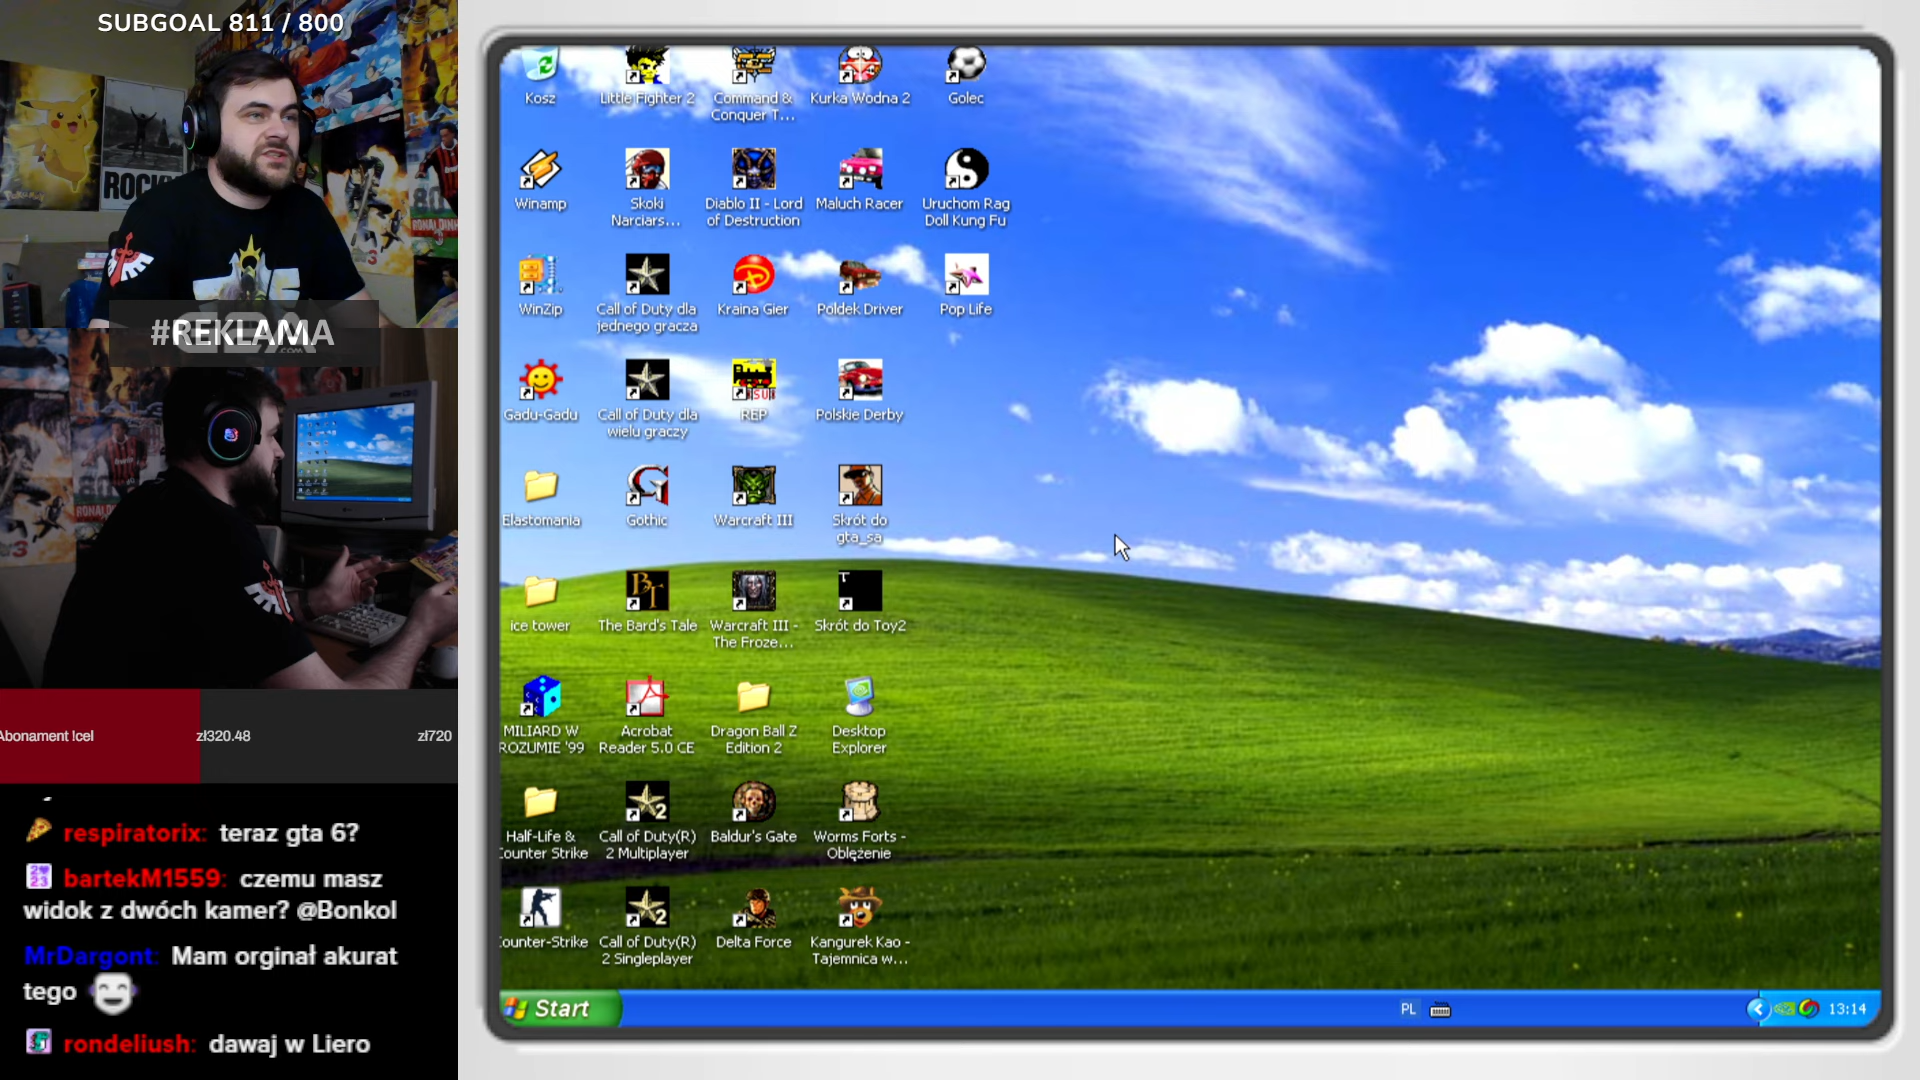 SUBGOAL 811 / 800
ROCKY
RONALDINHO
#REKLAMA
.COM
Abonament !cel
zł320.48
zł720
respiratorix: teraz gta 6?
bartekM1559: czemu masz
widok z dwóch kamer? @Bonkol
MrDargont: Mam orginał akurat
tego
rondeliush: dawaj w Liero
Kosz
Little Fighter 2
Command &
Conquer T...
Kurka Wodna 2
Golec
Winamp
Skoki
Narciars...
Diablo II - Lord
of Destruction
Maluch Racer
Uruchom Rag
Doll Kung Fu
WinZip
Call of Duty dla
jednego gracza
Kraina Gier
Poldek Driver
Pop Life
Gadu-Gadu
Call of Duty dla
wielu graczy
REP
Polskie Derby
Elastomania
Gothic
Warcraft III
Skrót do
gta_sa
ice tower
The Bard's Tale
Warcraft III -
The Froze...
Skrót do Toy2
MILIARD W
ROZUMIE '99
Acrobat
Reader 5.0 CE
Dragon Ball Z
Edition 2
Desktop
Explorer
Half-Life &
Counter Strike
Call of Duty(R)
2 Multiplayer
Baldur's Gate
Worms Forts -
Oblężenie
Counter-Strike
Call of Duty(R)
2 Singleplayer
Delta Force
Kangurek Kao -
Tajemnica w...
Start
PL
13:14